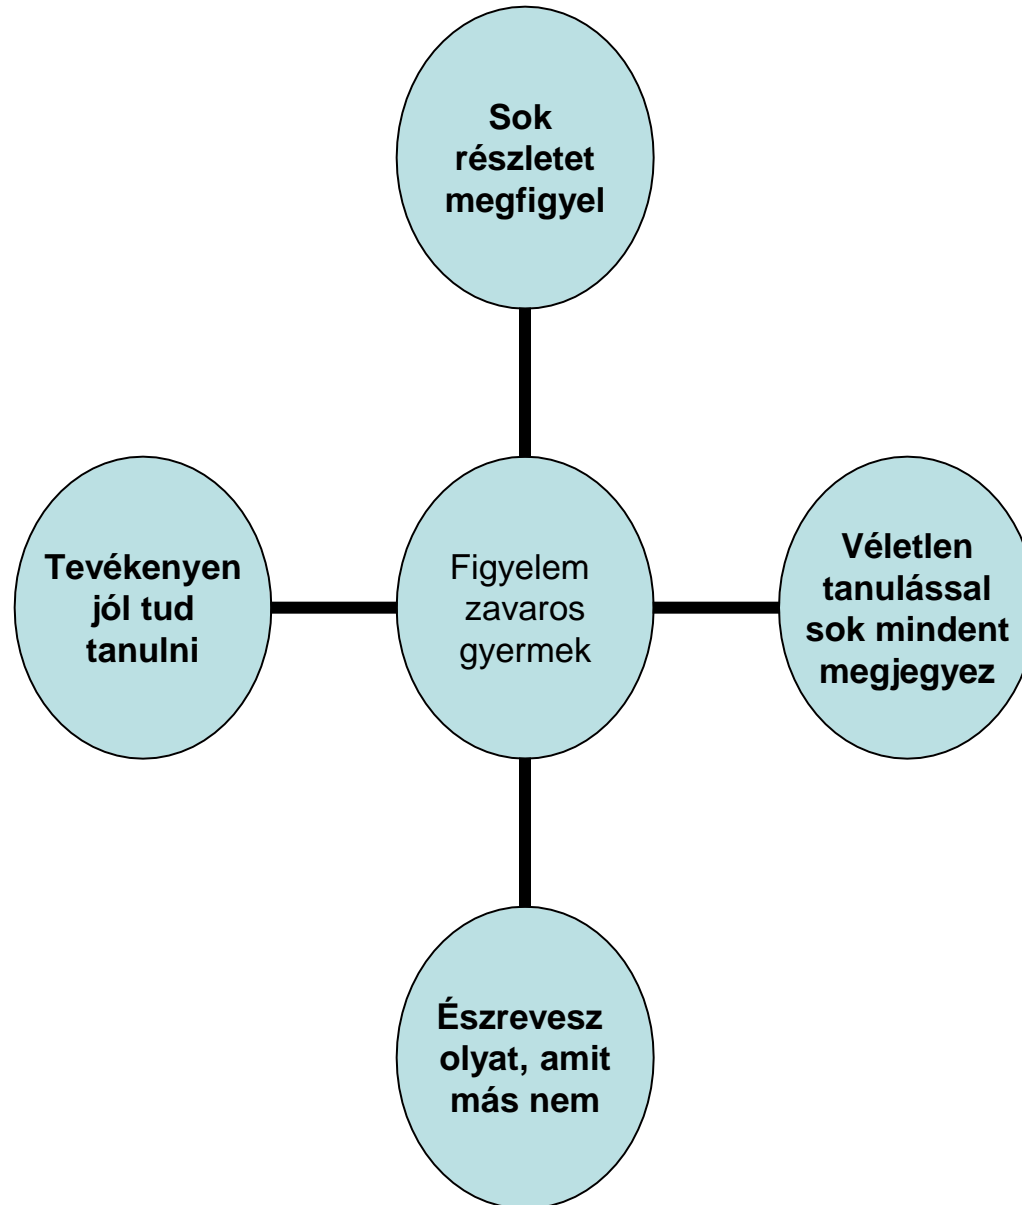 Sok
részletet
megfigyel
Tevékenyen
jól tud
tanulni
Figyelem
zavaros
gyermek
Véletlen
tanulással
sok mindent
megjegyez
Észrevesz
olyat, amit
más nem